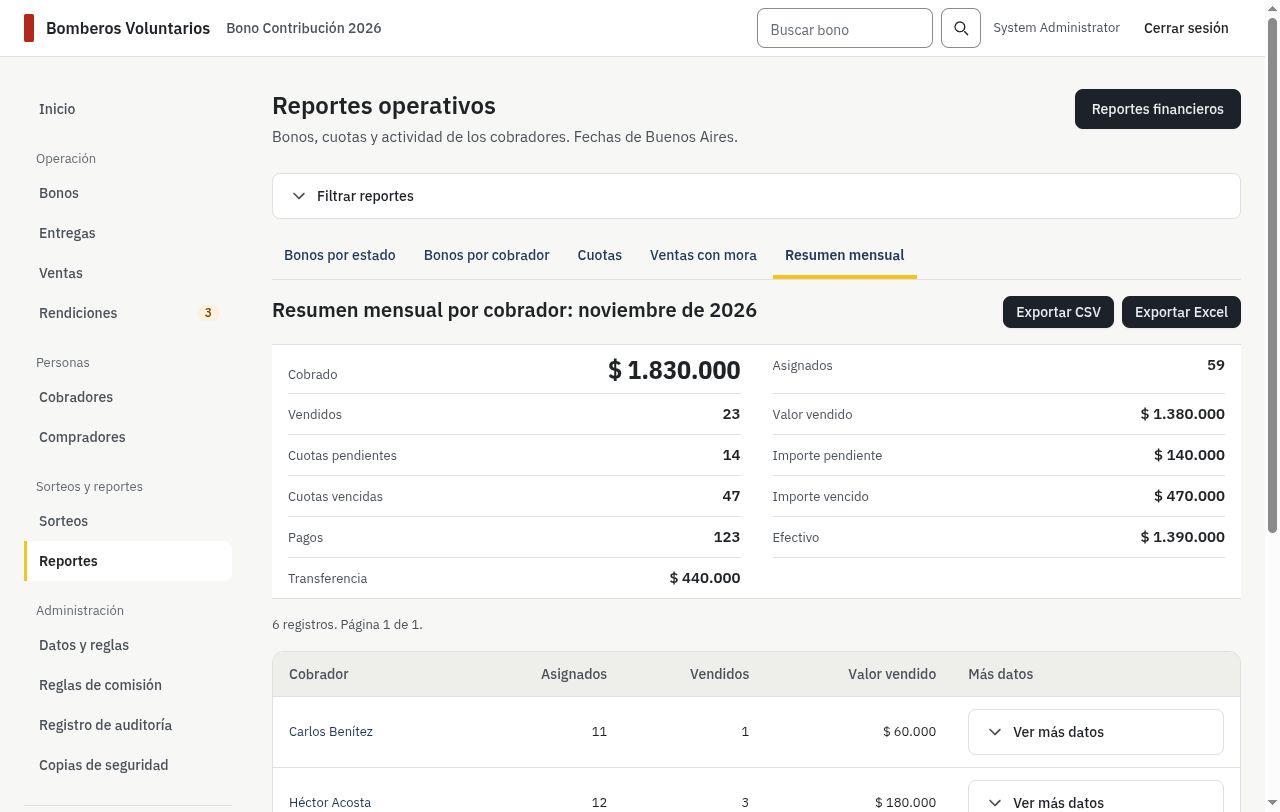 Bomberos Voluntarios Bono Contribución 2026 Buscar bono System Administrator Cerrar sesión
Inicio
Operación
Bonos
Entregas
Ventas
Rendiciones 3
Personas
Cobradores
Compradores
Sorteos y reportes
Sorteos
Reportes
Administración
Datos y reglas
Reglas de comisión
Registro de auditoría
Copias de seguridad
Reportes operativos
Reportes financieros
Bonos, cuotas y actividad de los cobradores. Fechas de Buenos Aires.
Filtrar reportes
Bonos por estado Bonos por cobrador Cuotas Ventas con mora Resumen mensual
Resumen mensual por cobrador: noviembre de 2026 Exportar CSV Exportar Excel
Cobrado $ 1.830.000 Asignados 59
Vendidos 23 Valor vendido $ 1.380.000
Cuotas pendientes 14 Importe pendiente $ 140.000
Cuotas vencidas 47 Importe vencido $ 470.000
Pagos 123 Efectivo $ 1.390.000
Transferencia $ 440.000
6 registros. Página 1 de 1.
Cobrador Asignados Vendidos Valor vendido Más datos
Carlos Benítez 11 1 $ 60.000 Ver más datos
Héctor Acosta 12 3 $ 180.000 Ver más datos